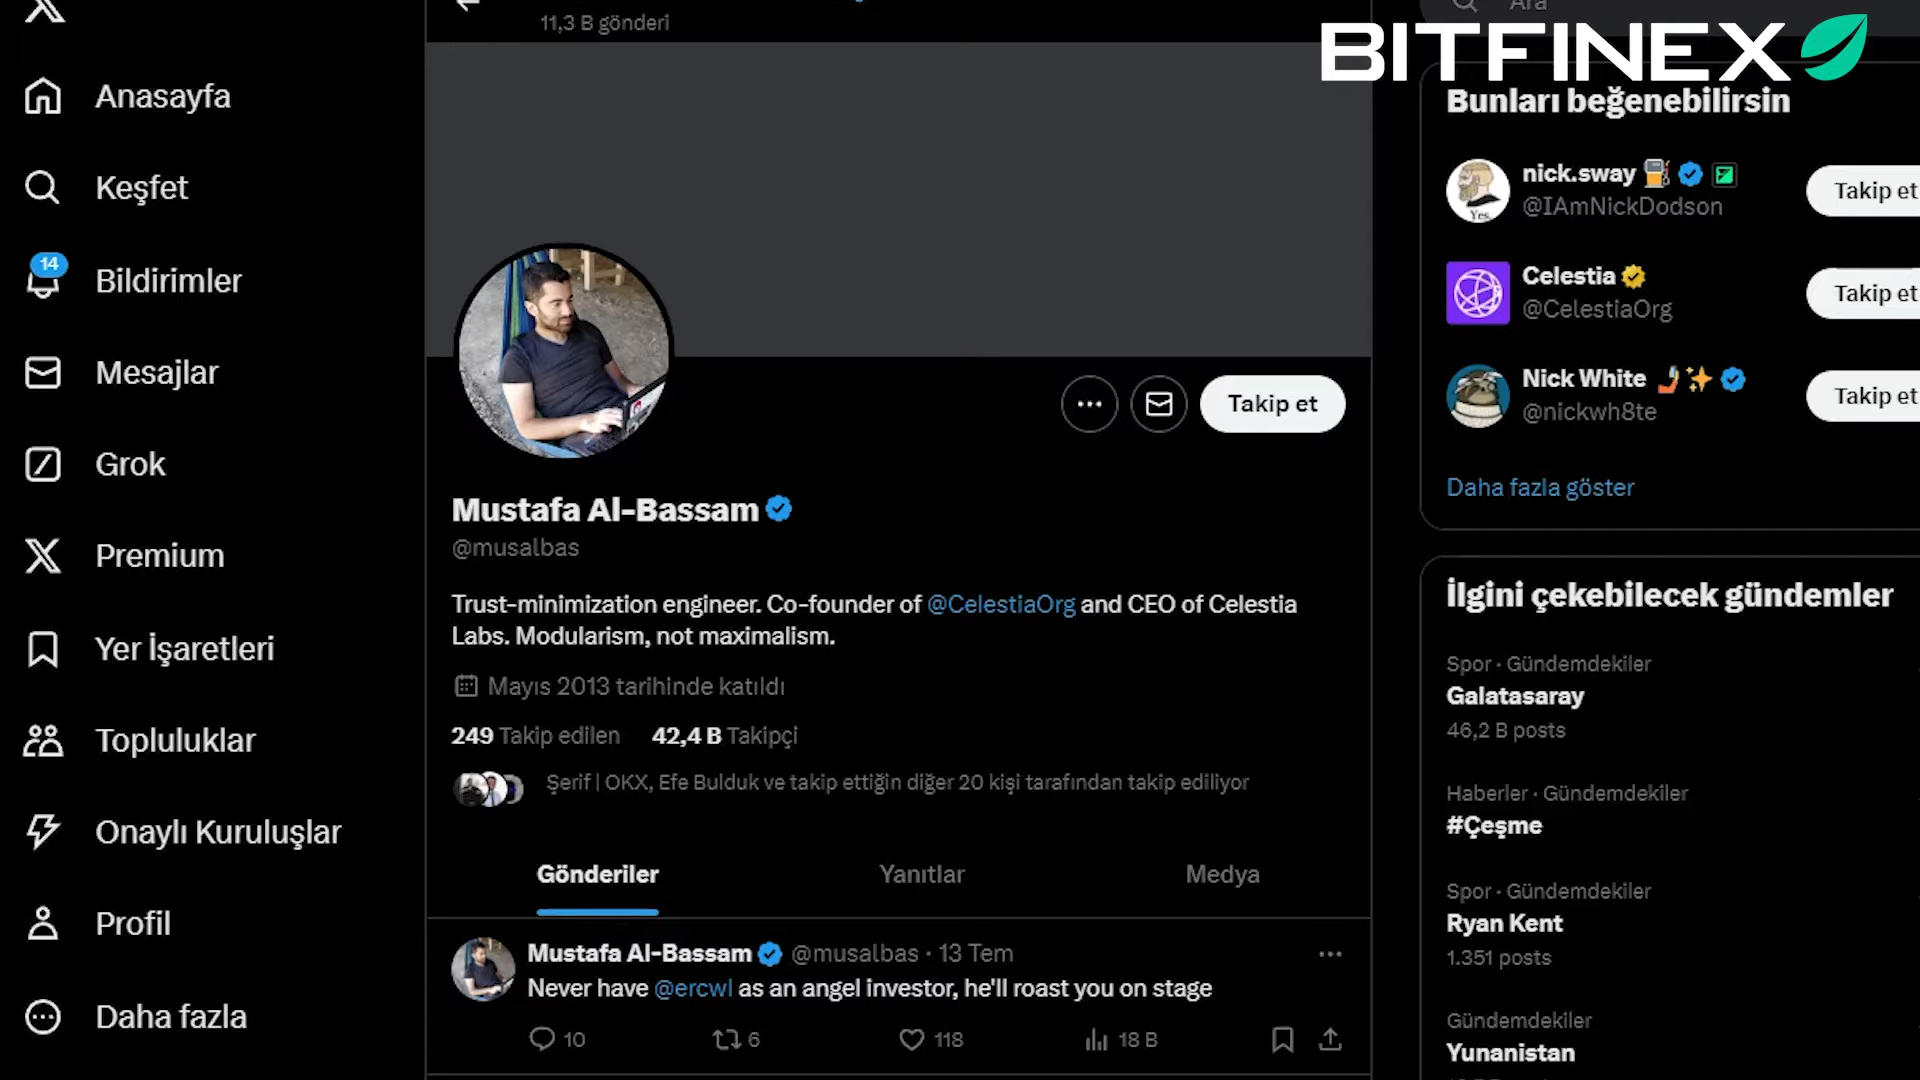 11,3 B gönderi
Anasayfa
Keşfet
14
Bildirimler
Mesajlar
Grok
Premium
Yer İşaretleri
Topluluklar
Onaylı Kuruluşlar
Profil
Daha fazla
Takip et
Mustafa Al-Bassam
@musalbas
Trust-minimization engineer. Co-founder of @CelestiaOrg and CEO of Celestia
Labs. Modularism, not maximalism.
Mayıs 2013 tarihinde katıldı
249 Takip edilen 42,4 B Takipçi
Şerif | OKX, Efe Bulduk ve takip ettiğin diğer 20 kişi tarafından takip ediliyor
Gönderiler Yanıtlar Medya
Mustafa Al-Bassam @musalbas · 13 Tem
Never have @ercwl as an angel investor, he'll roast you on stage
10 6 118 18 B
Ara
BITFINEX
Bunları beğenebilirsin
nick.sway
@IAmNickDodson
Yes
Takip et
Celestia
@CelestiaOrg
Takip et
Nick White
@nickwh8te
Takip et
Daha fazla göster
İlgini çekebilecek gündemler
Spor · Gündemdekiler
Galatasaray
46,2 B posts
Haberler · Gündemdekiler
#Çeşme
Spor · Gündemdekiler
Ryan Kent
1.351 posts
Gündemdekiler
Yunanistan